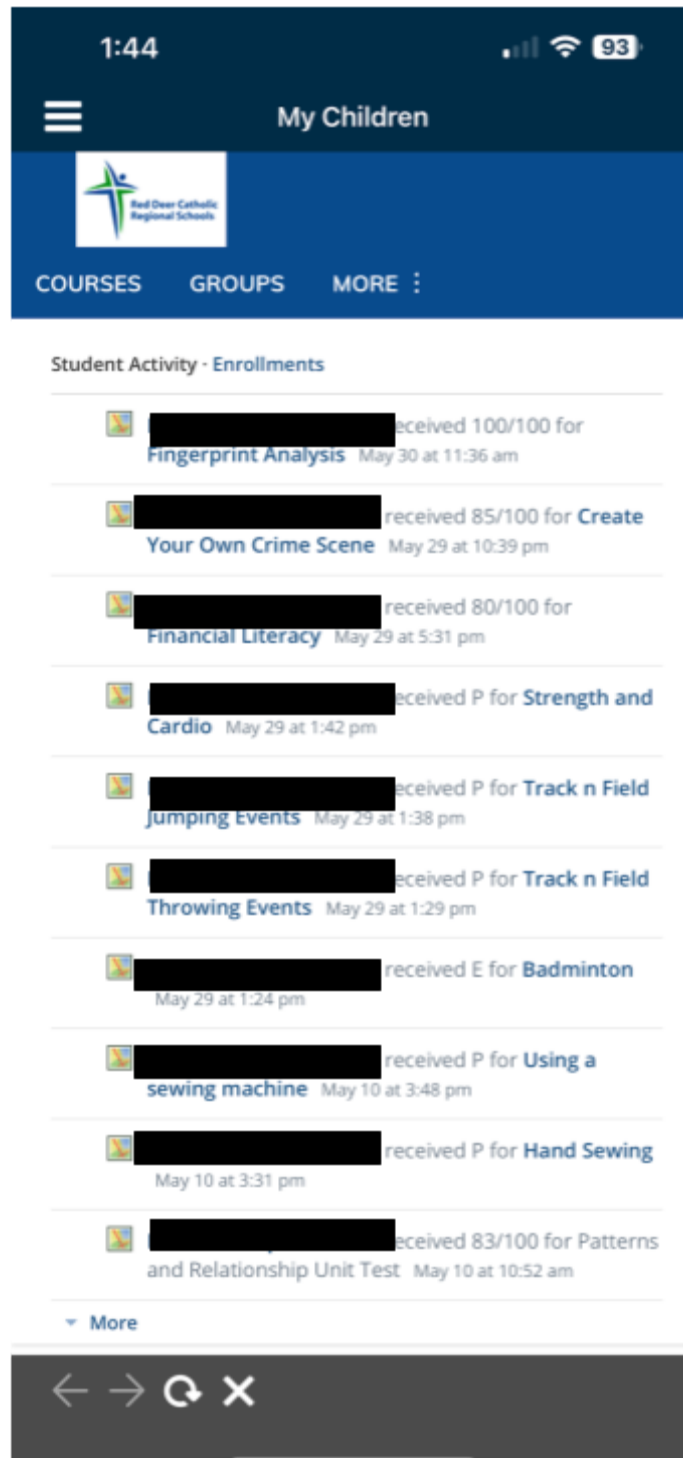 1:44
93
My Children
Red Deer Catholic
Regional Schools
COURSES GROUPS MORE
Student Activity · Enrollments
eceived 100/100 for
Fingerprint Analysis May 30 at 11:36 am
received 85/100 for Create
Your Own Crime Scene May 29 at 10:39 pm
received 80/100 for
Financial Literacy May 29 at 5:31 pm
eceived P for Strength and
Cardio May 29 at 1:42 pm
eceived P for Track n Field
Jumping Events May 29 at 1:38 pm
eceived P for Track n Field
Throwing Events May 29 at 1:29 pm
received E for Badminton
May 29 at 1:24 pm
received P for Using a
sewing machine May 10 at 3:48 pm
received P for Hand Sewing
May 10 at 3:31 pm
eceived 83/100 for Patterns
and Relationship Unit Test May 10 at 10:52 am
More